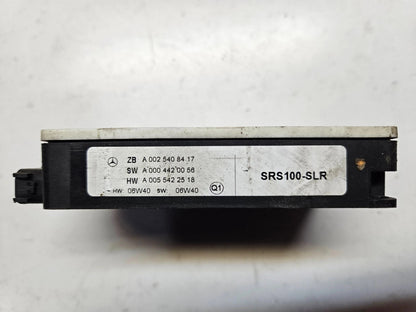 ZB A 002 540 84 17
SW A 000 442 00 56
HW A 005 542 25 18
HW: 06W40 SW: 06W40 Q1
SRS100-SLR